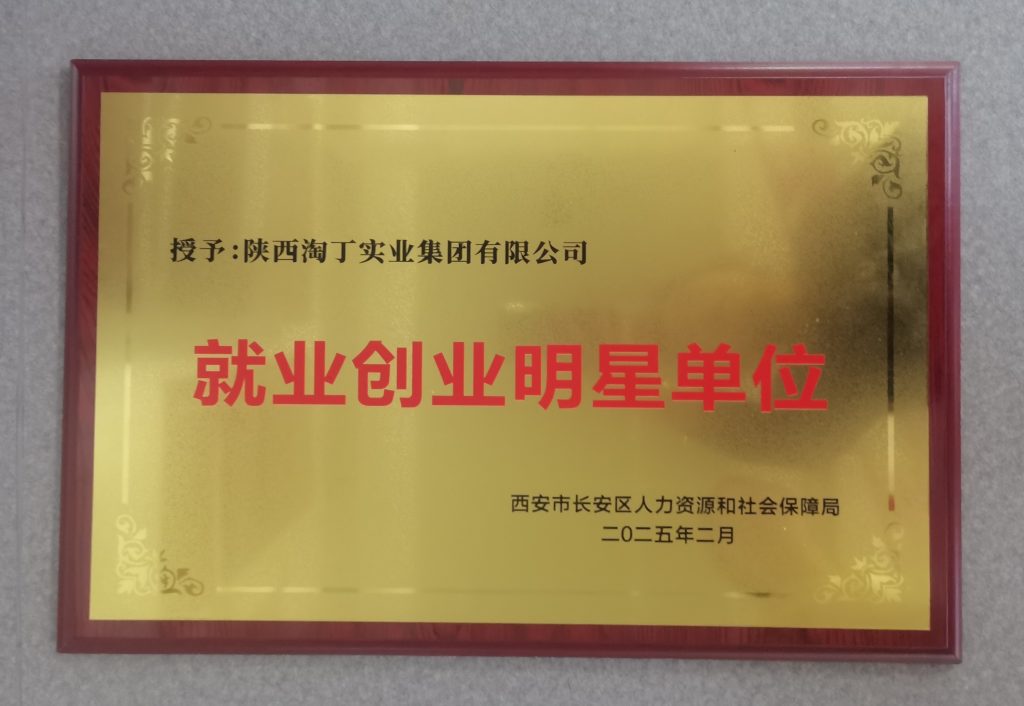 授予:陕西淘丁实业集团有限公司
就业创业明星单位
西安市长安区人力资源和社会保障局
二0二五年二月